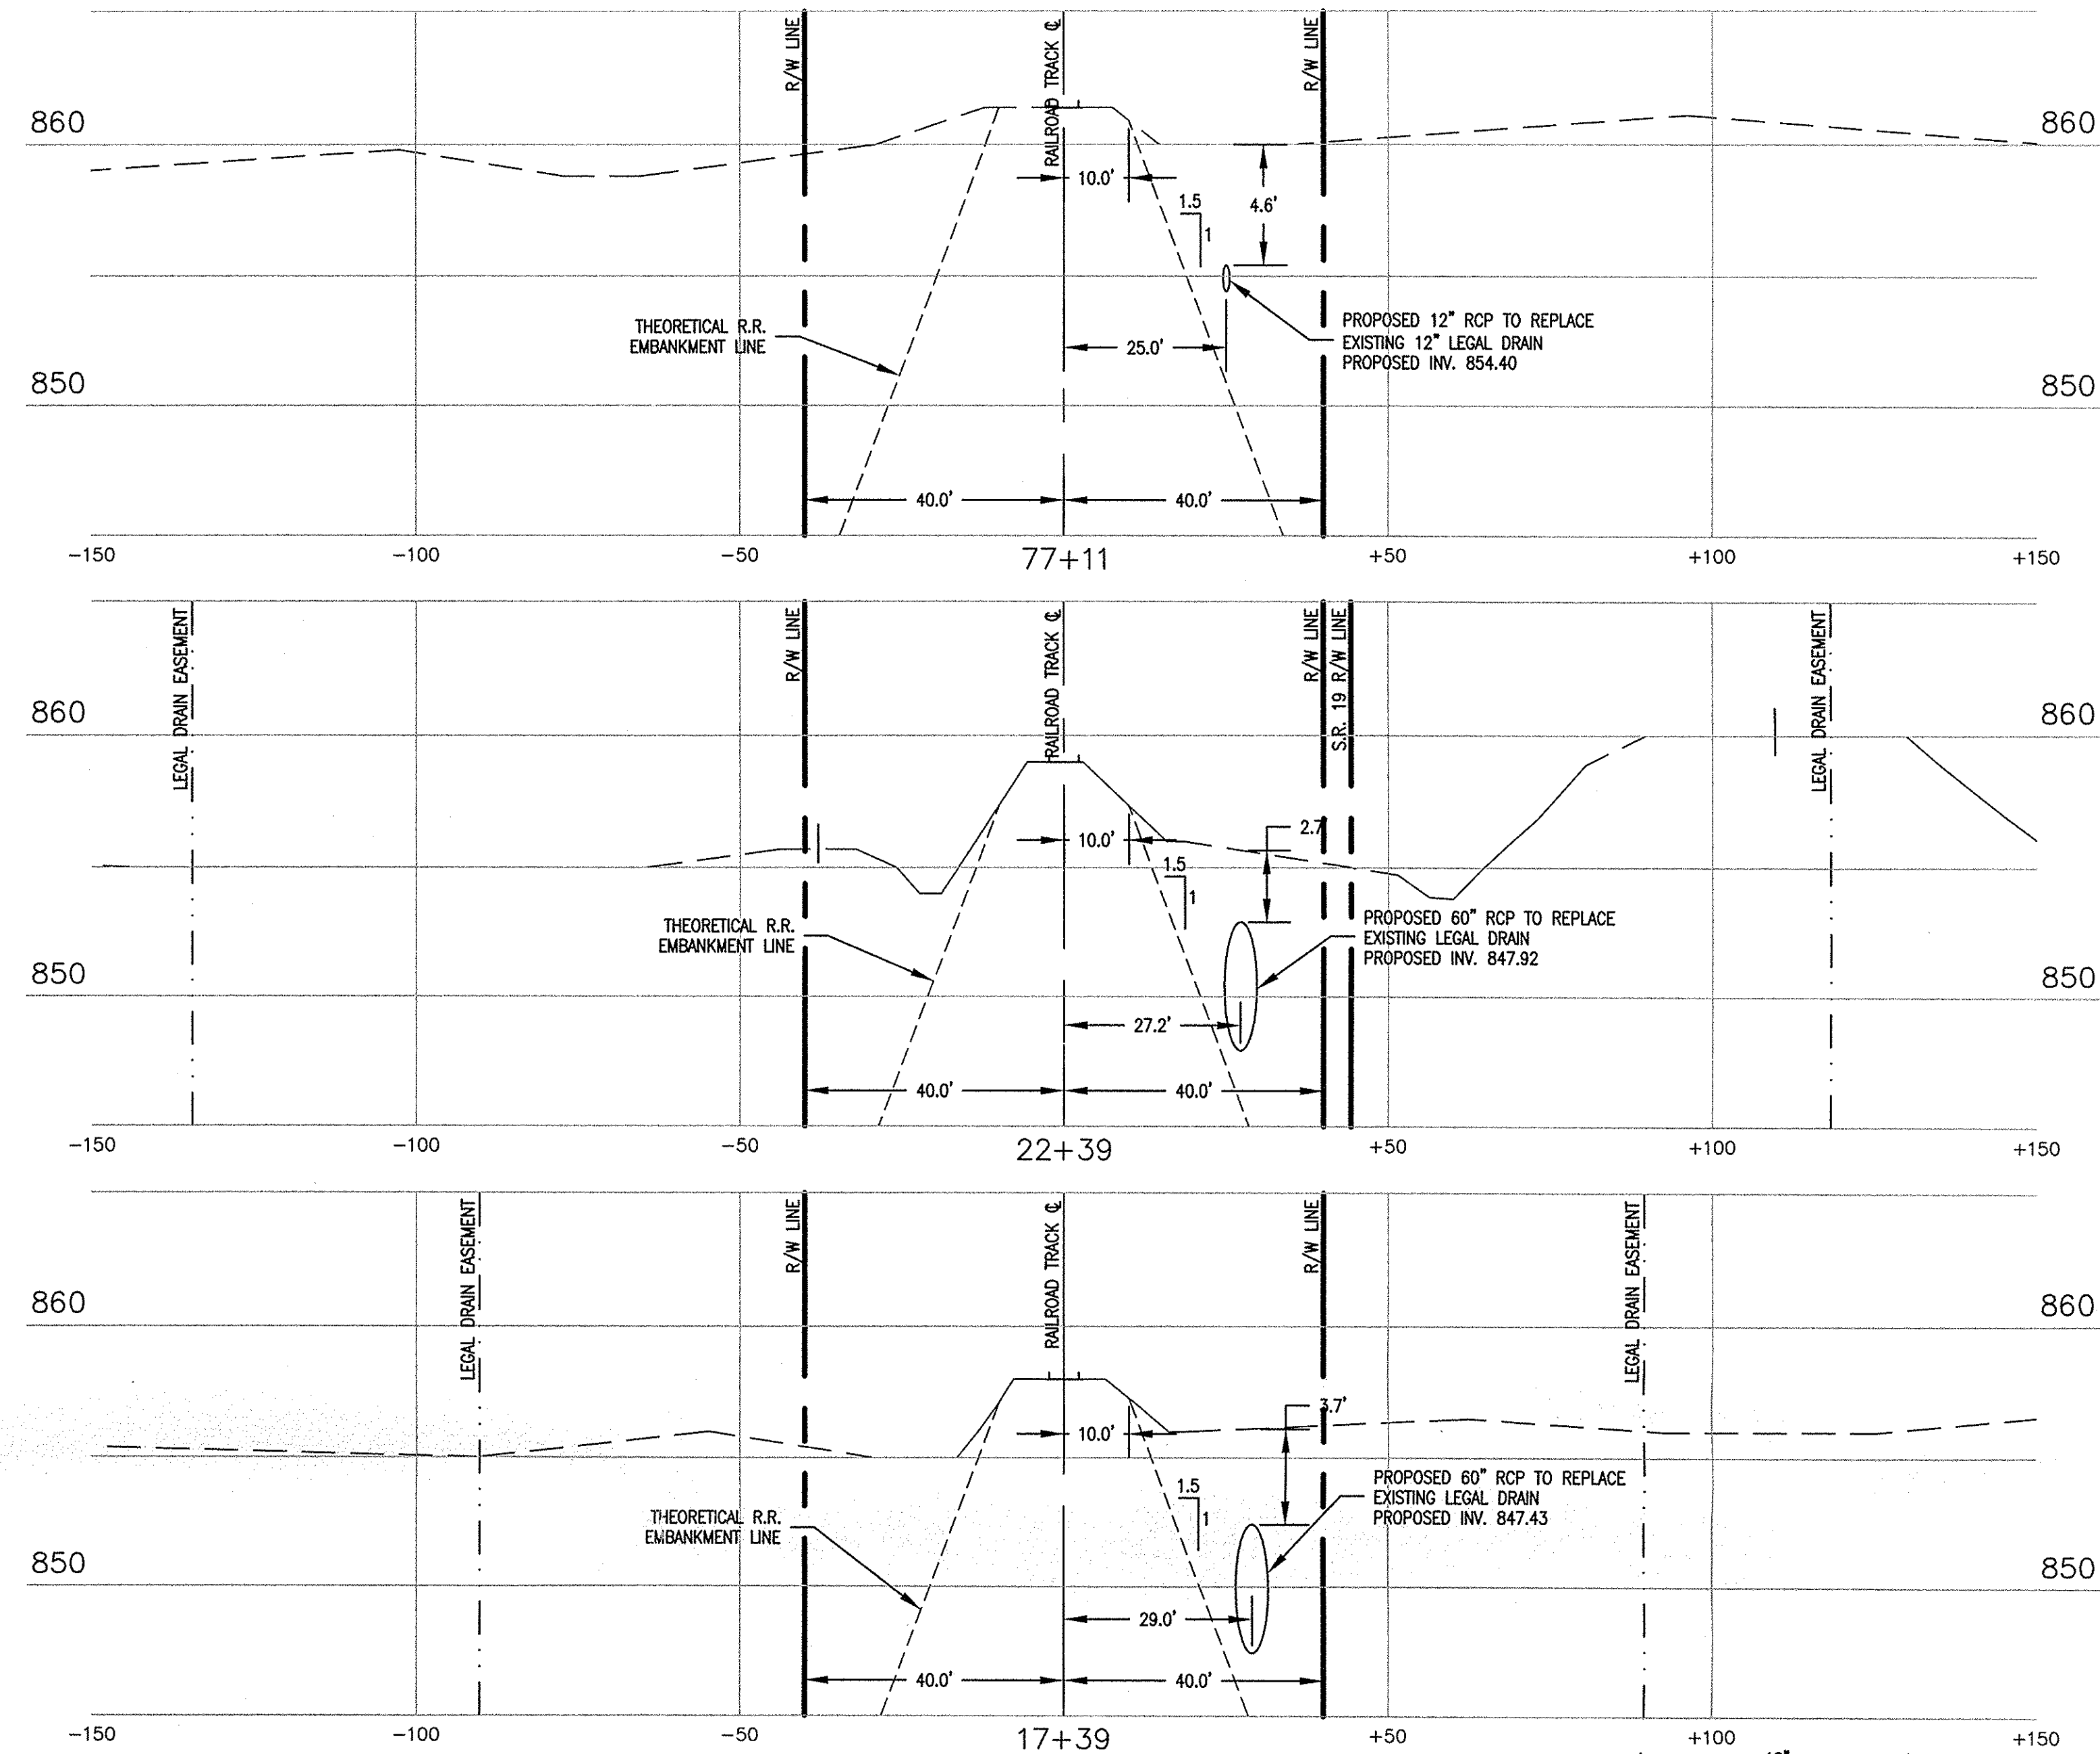 R/W LINE
RAILROAD TRACK ℄
R/W LINE
860
860
10.0'
1.5
1
4.6'
THEORETICAL R.R.
EMBANKMENT LINE
25.0'
PROPOSED 12" RCP TO REPLACE
EXISTING 12" LEGAL DRAIN
PROPOSED INV. 854.40
850
850
40.0'
40.0'
-150
-100
-50
77+11
+50
+100
+150
LEGAL DRAIN EASEMENT
R/W LINE
RAILROAD TRACK ℄
R/W LINE
S.R. 19 R/W LINE
LEGAL DRAIN EASEMENT
860
860
10.0'
2.7
1.5
1
THEORETICAL R.R.
EMBANKMENT LINE
PROPOSED 60" RCP TO REPLACE
EXISTING LEGAL DRAIN
PROPOSED INV. 847.92
850
850
27.2'
40.0'
40.0'
-150
-100
-50
22+39
+50
+100
+150
LEGAL DRAIN EASEMENT
R/W LINE
RAILROAD TRACK ℄
R/W LINE
LEGAL DRAIN EASEMENT
860
860
3.7'
10.0'
1.5
1
PROPOSED 60" RCP TO REPLACE
EXISTING LEGAL DRAIN
PROPOSED INV. 847.43
THEORETICAL R.R.
EMBANKMENT LINE
850
850
29.0'
40.0'
40.0'
-150
-100
-50
17+39
+50
+100
+150